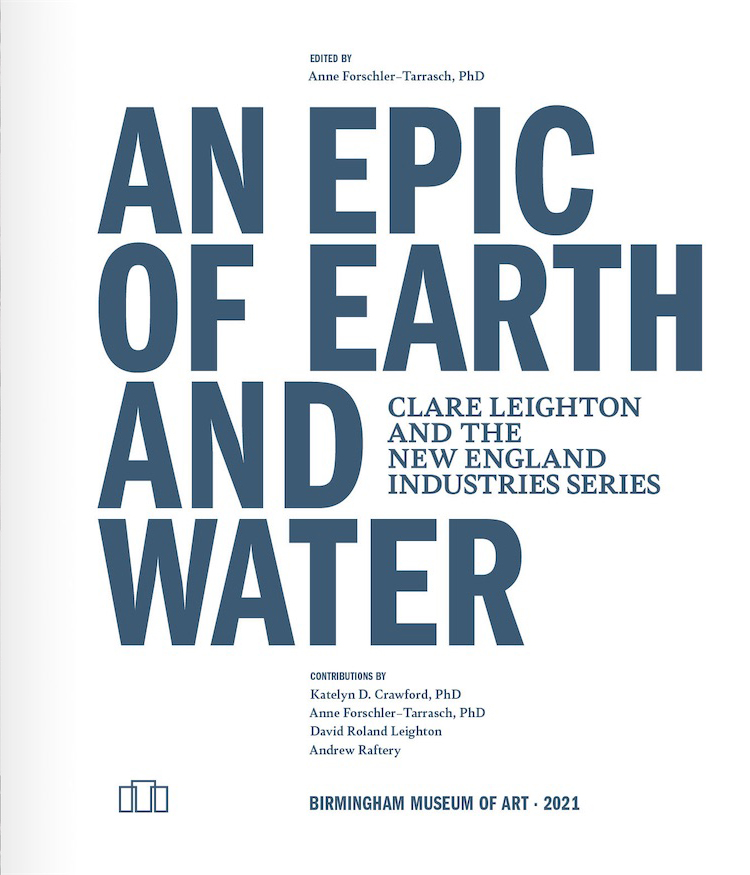 EDITED BY
Anne Forschler–Tarrasch, PhD
AN EPIC
OF EARTH
AND
CLARE LEIGHTON
AND THE
NEW ENGLAND
INDUSTRIES SERIES
WATER
CONTRIBUTIONS BY
Katelyn D. Crawford, PhD
Anne Forschler–Tarrasch, PhD
David Roland Leighton
Andrew Raftery
BIRMINGHAM MUSEUM OF ART · 2021